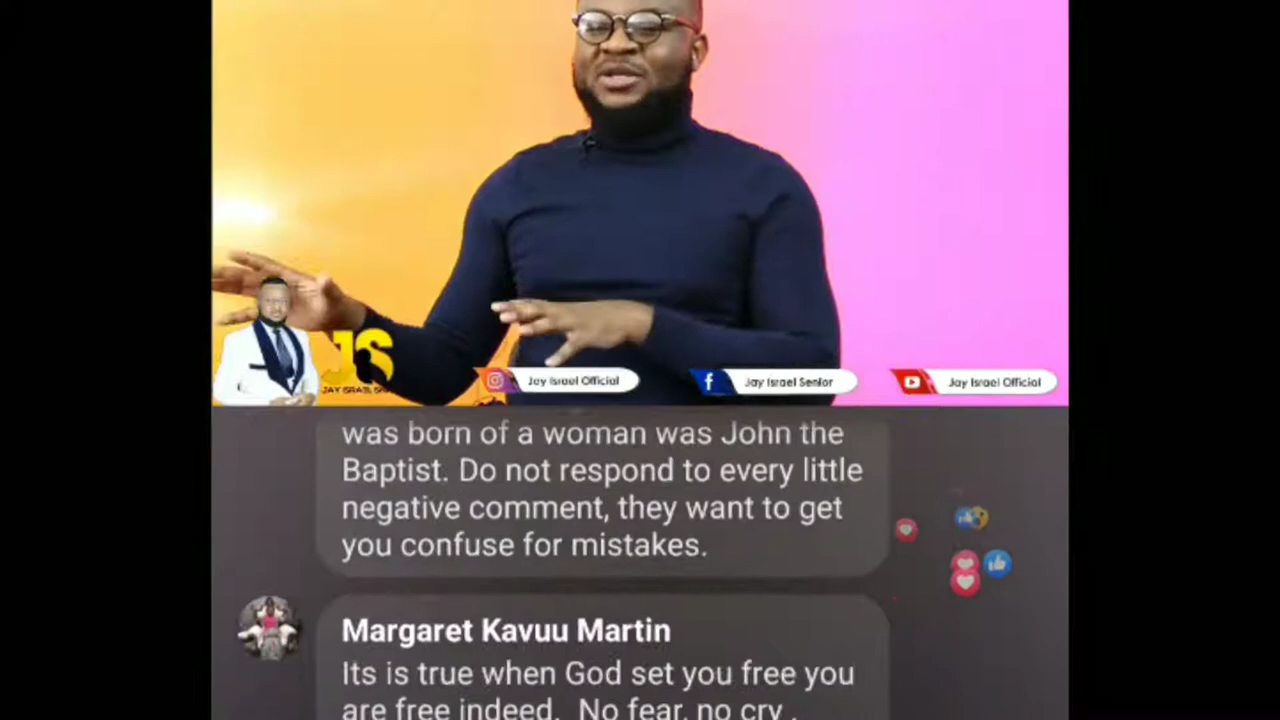 JS
JAY ISRAEL
Jay Israel Official
Jay Israel Senior
Jay Israel Official
was born of a woman was John the
Baptist. Do not respond to every little
negative comment, they want to get
you confuse for mistakes.
Margaret Kavuu Martin
Its is true when God set you free you
are free indeed. No fear, no cry .